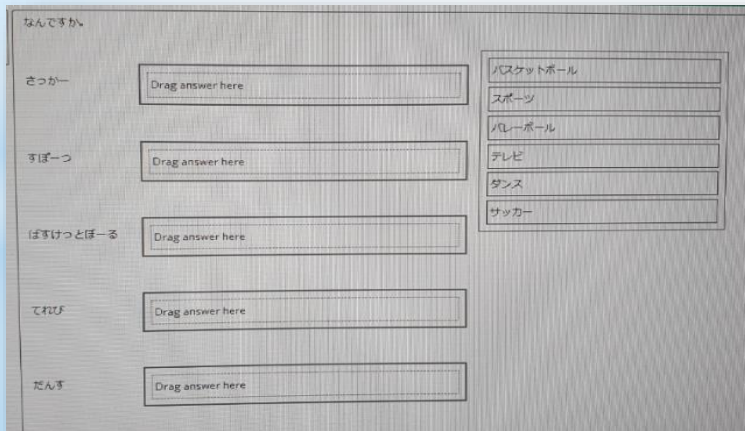 なんですか。
さっかー
Drag answer here
すぽーつ
Drag answer here
ばすけっとぼーる
Drag answer here
てれび
Drag answer here
だんす
Drag answer here
バスケットボール
スポーツ
バレーボール
テレビ
ダンス
サッカー